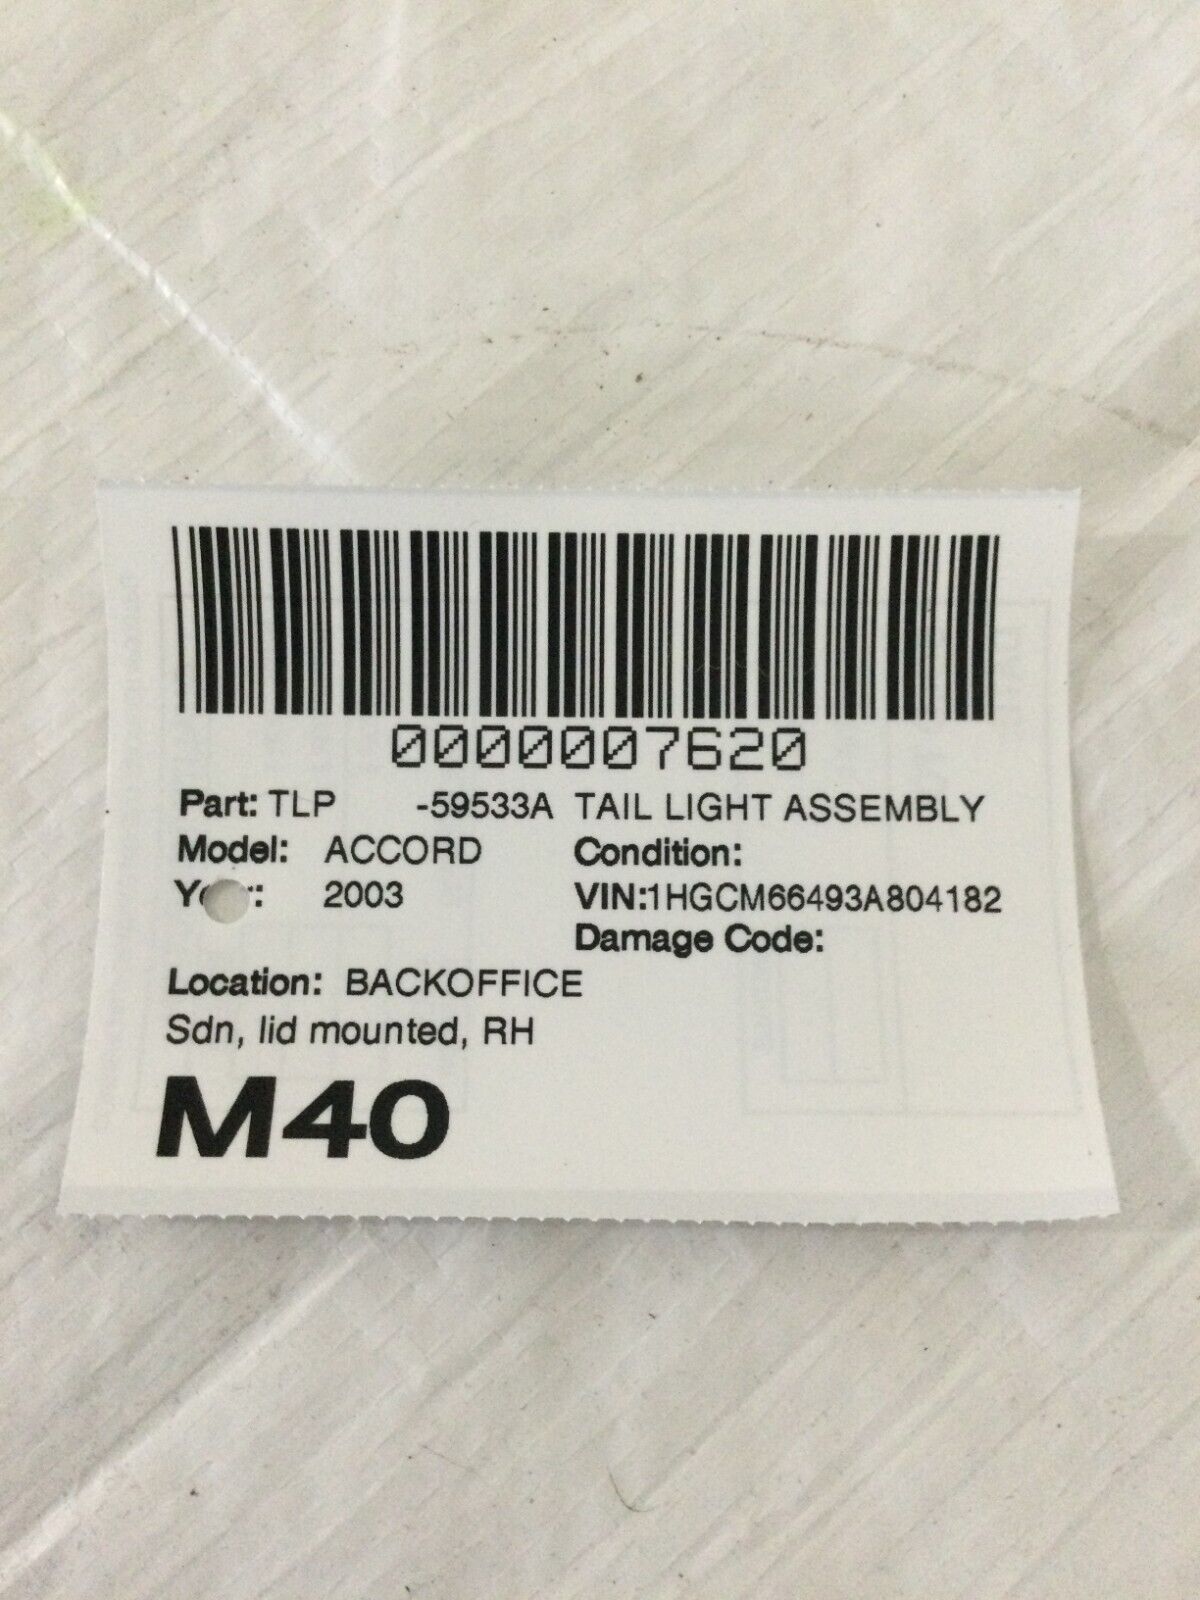 0000007620
Part: TLP -59533A TAIL LIGHT ASSEMBLY
Model: ACCORD Condition:
2003 VIN:1HGCM66493A804182
Damage Code:
Location: BACKOFFICE
Sdn, lid mounted, RH
M40